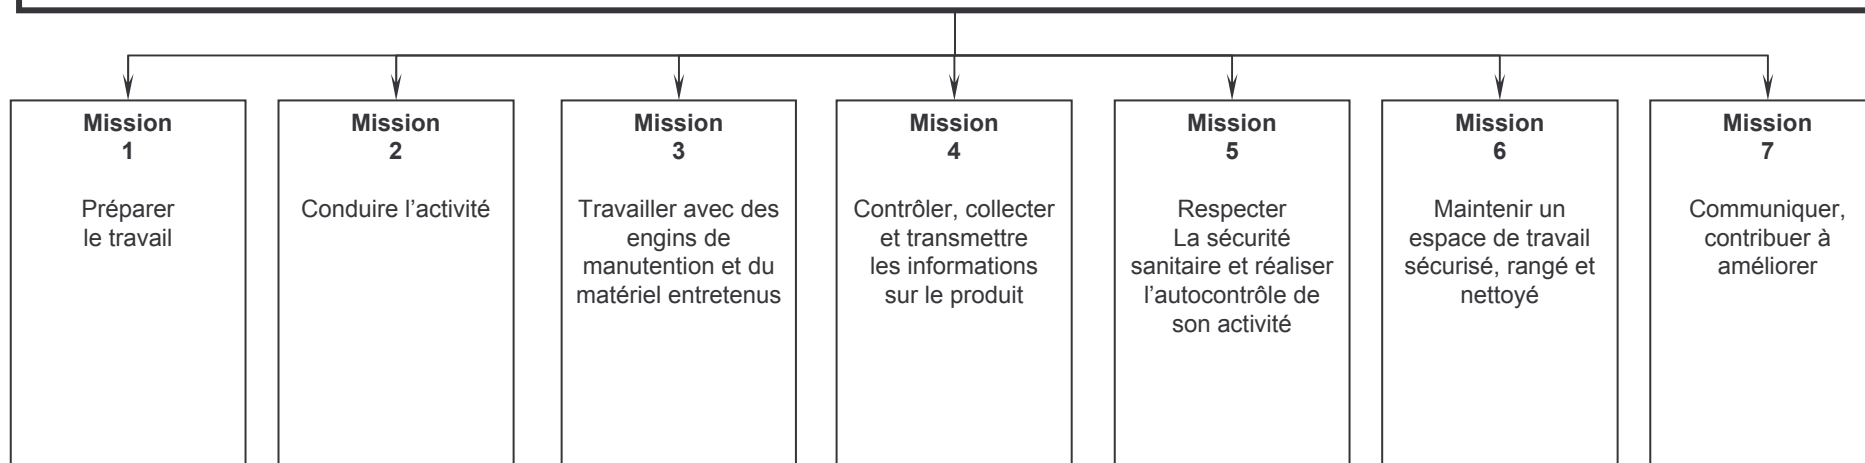 Mission
1
Préparer
le travail
Mission
2
Conduire l’activité
Mission
3
Travailler avec des
engins de
manutention et du
matériel entretenus
Mission
4
Contrôler, collecter
et transmettre
les informations
sur le produit
Mission
5
Respecter
La sécurité
sanitaire et réaliser
l’autocontrôle de
son activité
Mission
6
Maintenir un
espace de travail
sécurisé, rangé et
nettoyé
Mission
7
Communiquer,
contribuer à
améliorer